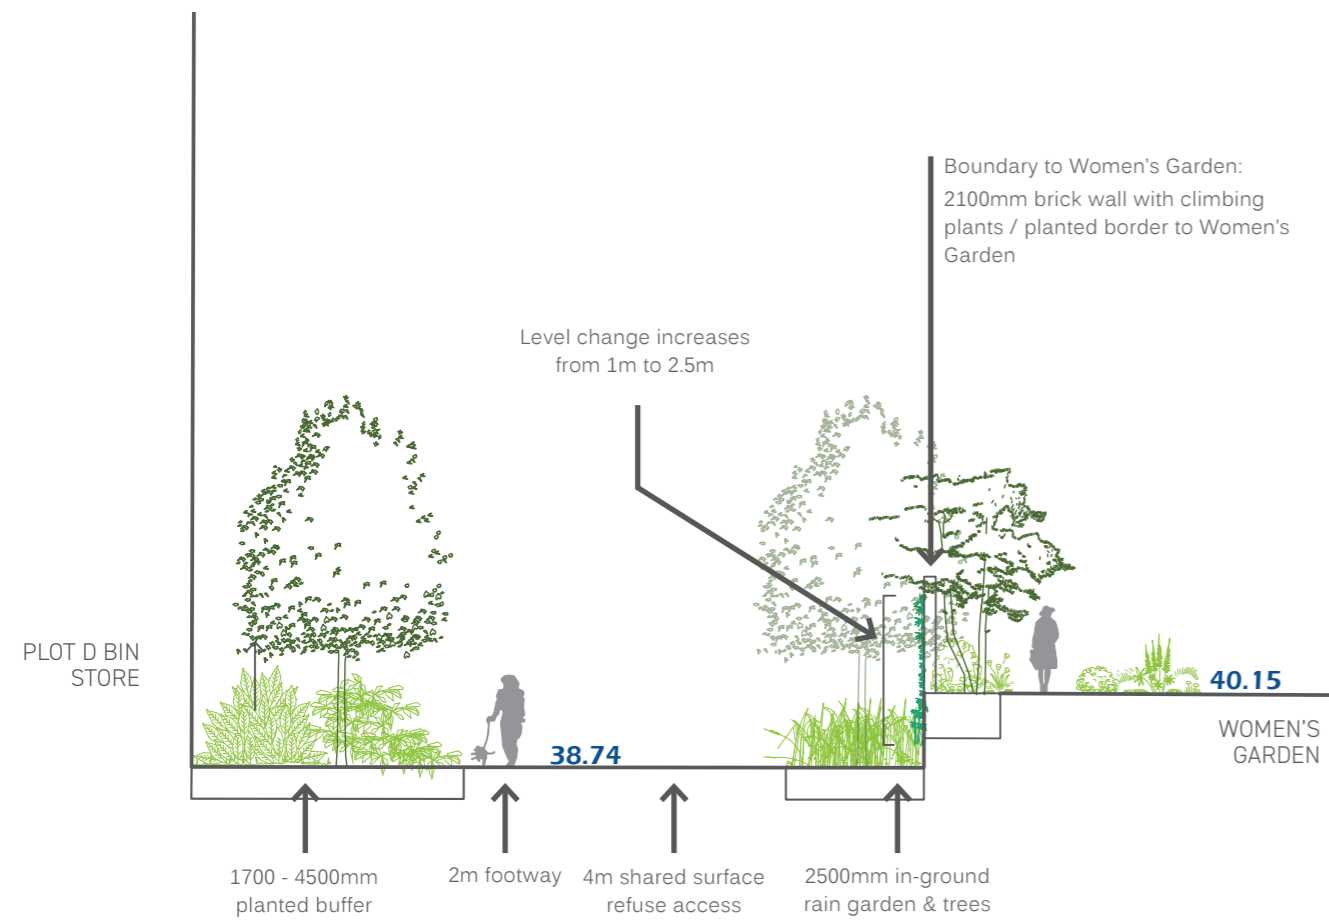 Boundary to Women's Garden:
2100mm brick wall with climbing
plants / planted border to Women's
Garden
Level change increases
from 1m to 2.5m
PLOT D BIN
STORE
40.15
WOMEN'S
GARDEN
38.74
1700 - 4500mm
planted buffer
2m footway
4m shared surface
refuse access
2500mm in-ground
rain garden & trees